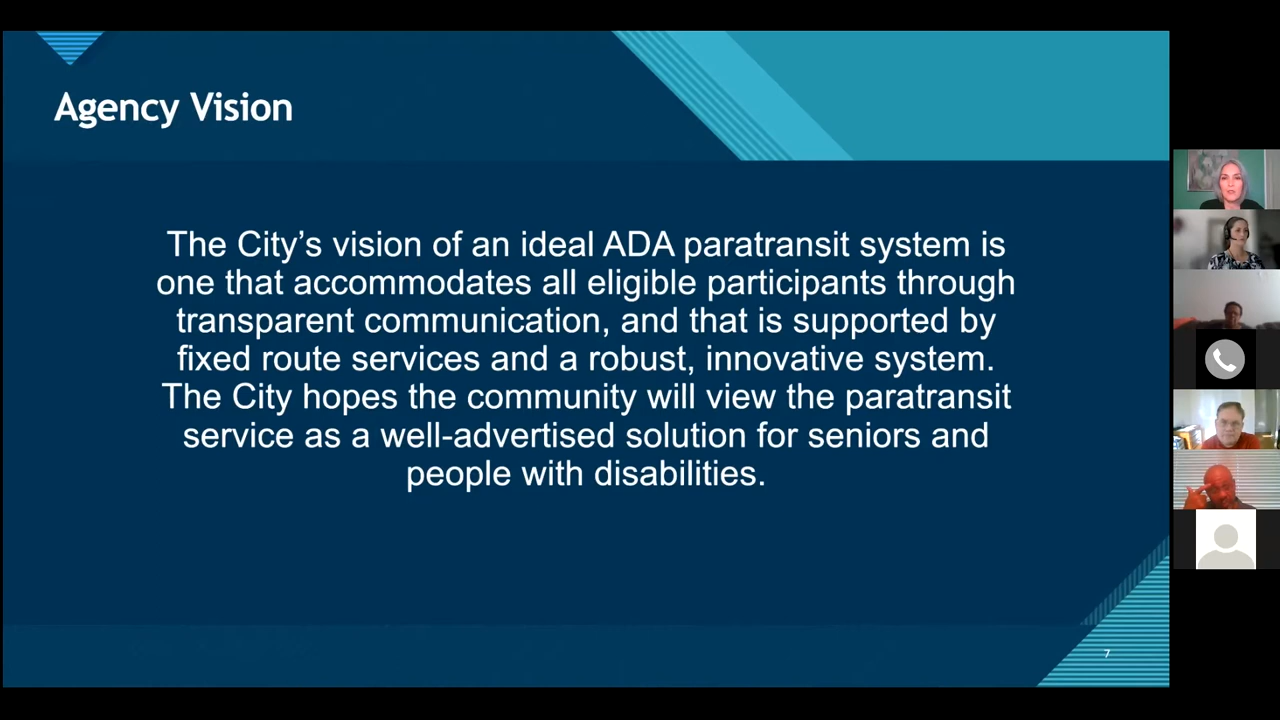 Agency Vision
The City’s vision of an ideal ADA paratransit system is
one that accommodates all eligible participants through
transparent communication, and that is supported by
fixed route services and a robust, innovative system.
The City hopes the community will view the paratransit
service as a well-advertised solution for seniors and
people with disabilities.
7